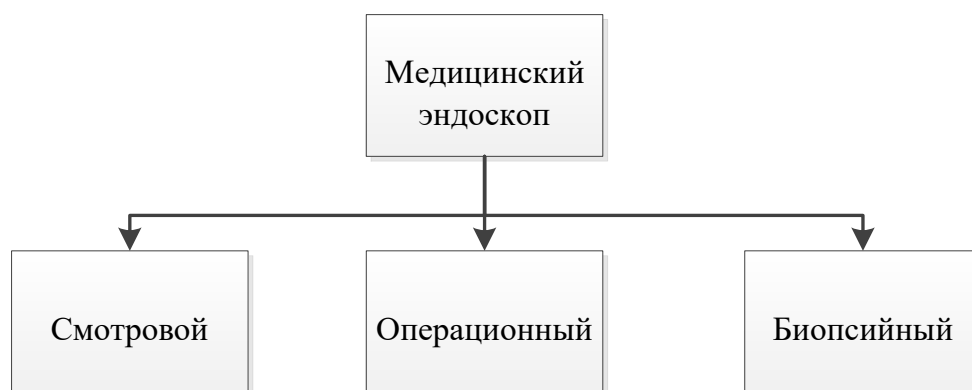 Медицинский
эндоскоп
Смотровой
Операционный
Биопсийный